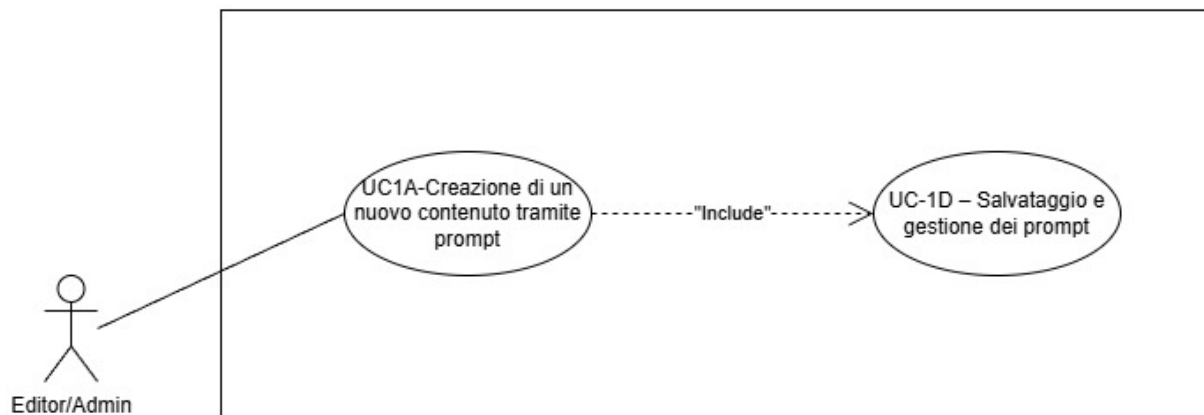 UC1A-Creazione di un
nuovo contenuto tramite
prompt
"Include"
UC-1D – Salvataggio e
gestione dei prompt
Editor/Admin